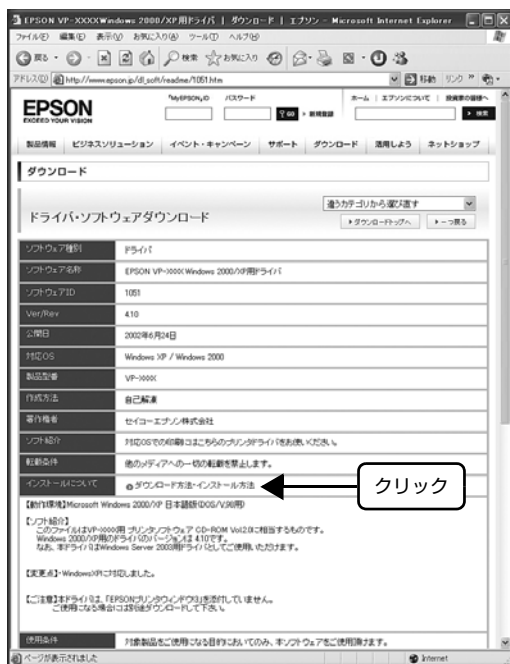 EPSON VP-XXXXWindows 2000/XP用ドライバ | ダウンロード | エプソン - Microsoft Internet Explorer
ファイル(F) 編集(E) 表示(V) お気に入り(A) ツール(T) ヘルプ(H)
戻る 検索 お気に入り
アドレス(D) http://www.epson.jp/dl_soft/readme/1051.htm 移動 リンク
"MyEPSON"ID パスワード ホーム | エプソンについて | 投資家の皆様へ
EPSON
EXCEED YOUR VISION
GO 新規登録 検索
製品情報 ビジネスソリューション イベント・キャンペーン サポート ダウンロード 活用しよう ネットショップ
ダウンロード
違うカテゴリから選び直す
ドライバ・ソフトウェアダウンロード
ダウンロードトップへ 一つ戻る
ソフトウェア種別 ドライバ
ソフトウェア名称 EPSON VP-XXXX Windows 2000/XP用ドライバ
ソフトウェアID 1051
Ver/Rev 4.10
公開日 2002年6月24日
対応OS Windows XP / Windows 2000
製品型番 VP-XXXX
作成方法 自己解凍
著作権者 セイコーエプソン株式会社
ソフト紹介 対応OSでの印刷はこちらのプリンタドライバをお使いください。
転載条件 他のメディアへの一切の転載を禁止します。
インストールについて ダウンロード方法・インストール方法
クリック
【動作環境】Microsoft Windows 2000/XP 日本語版(DOS/V,98用)
【ソフト紹介】
このファイルはVP-XXXX用 プリンタソフトウェア CD-ROM Vol2.0に相当するものです。
Windows 2000/XP用のドライバのバージョンは 4.10です。
なお、本ドライバはWindows Server 2003用ドライバとしてご使用いただけます。
【変更点】・WindowsXPに対応しました。
【ご注意】本ドライバは、「EPSONプリンタウィンドウ!3」を添付していません。
ご使用になる場合には別途ダウンロードして下さい。
使用条件 対象製品をご使用になる目的においてのみ、本ソフトウェアをご使用頂けます。
ページが表示されました
Internet